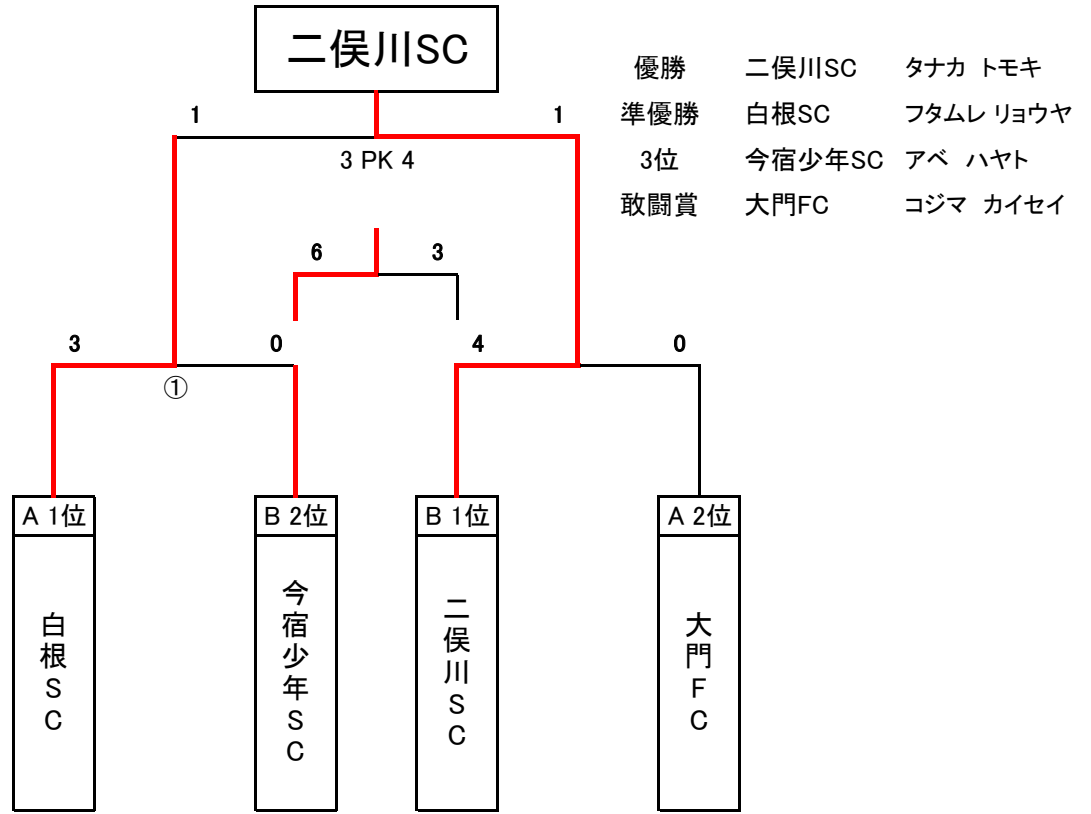 二俣川SC
優勝 二俣川SC タナカ トモキ
準優勝 白根SC フタムレ リョウヤ
3位 今宿少年SC アベ ハヤト
敢闘賞 大門FC コジマ カイセイ
1 1
3 PK 4
6 3
3 0 4 0
①
A 1位 B 2位 B 1位 A 2位
白根SC
今宿少年SC
二俣川SC
大門FC